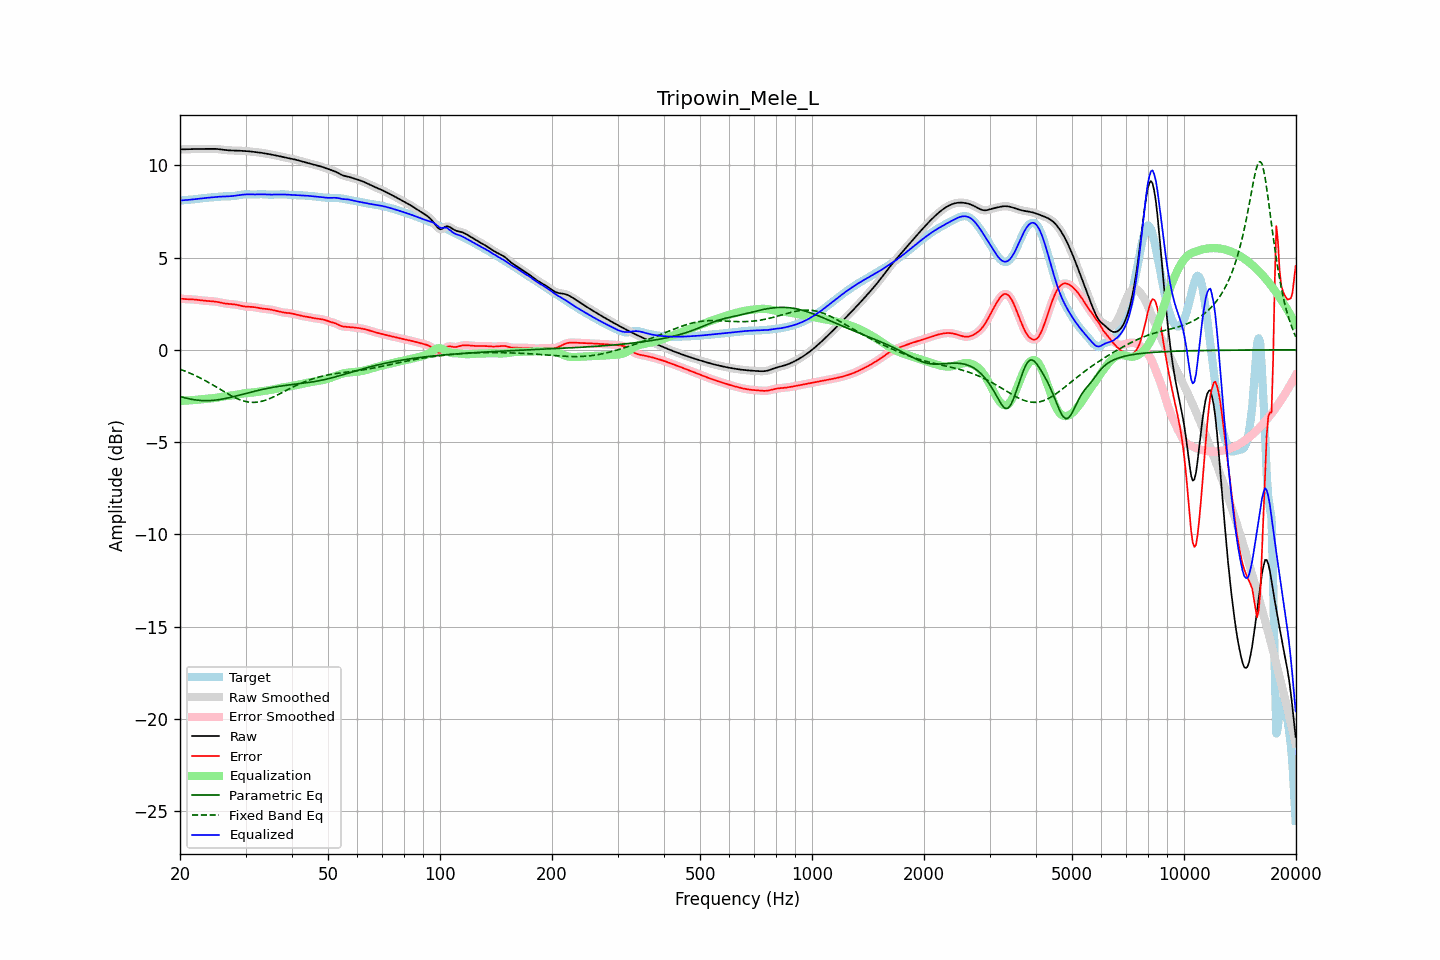 Tripowin_Mele_L
10
5
0
−5
−10
−15
−20
−25
Amplitude (dBr)
Target
Raw Smoothed
Error Smoothed
Raw
Error
Equalization
Parametric Eq
Fixed Band Eq
Equalized
20
50
100
200
500
1000
2000
5000
10000
20000
Frequency (Hz)